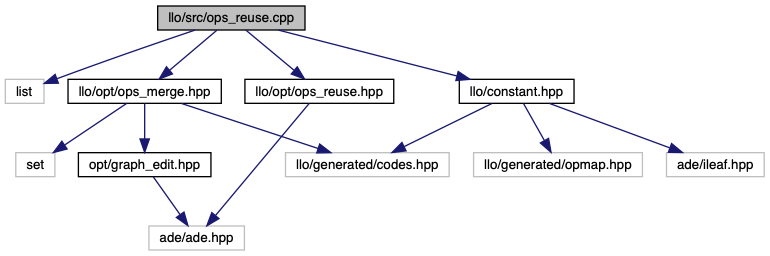 llo/src/ops_reuse.cpp
list
llo/opt/ops_merge.hpp
llo/opt/ops_reuse.hpp
llo/constant.hpp
set
opt/graph_edit.hpp
llo/generated/codes.hpp
llo/generated/opmap.hpp
ade/ileaf.hpp
ade/ade.hpp